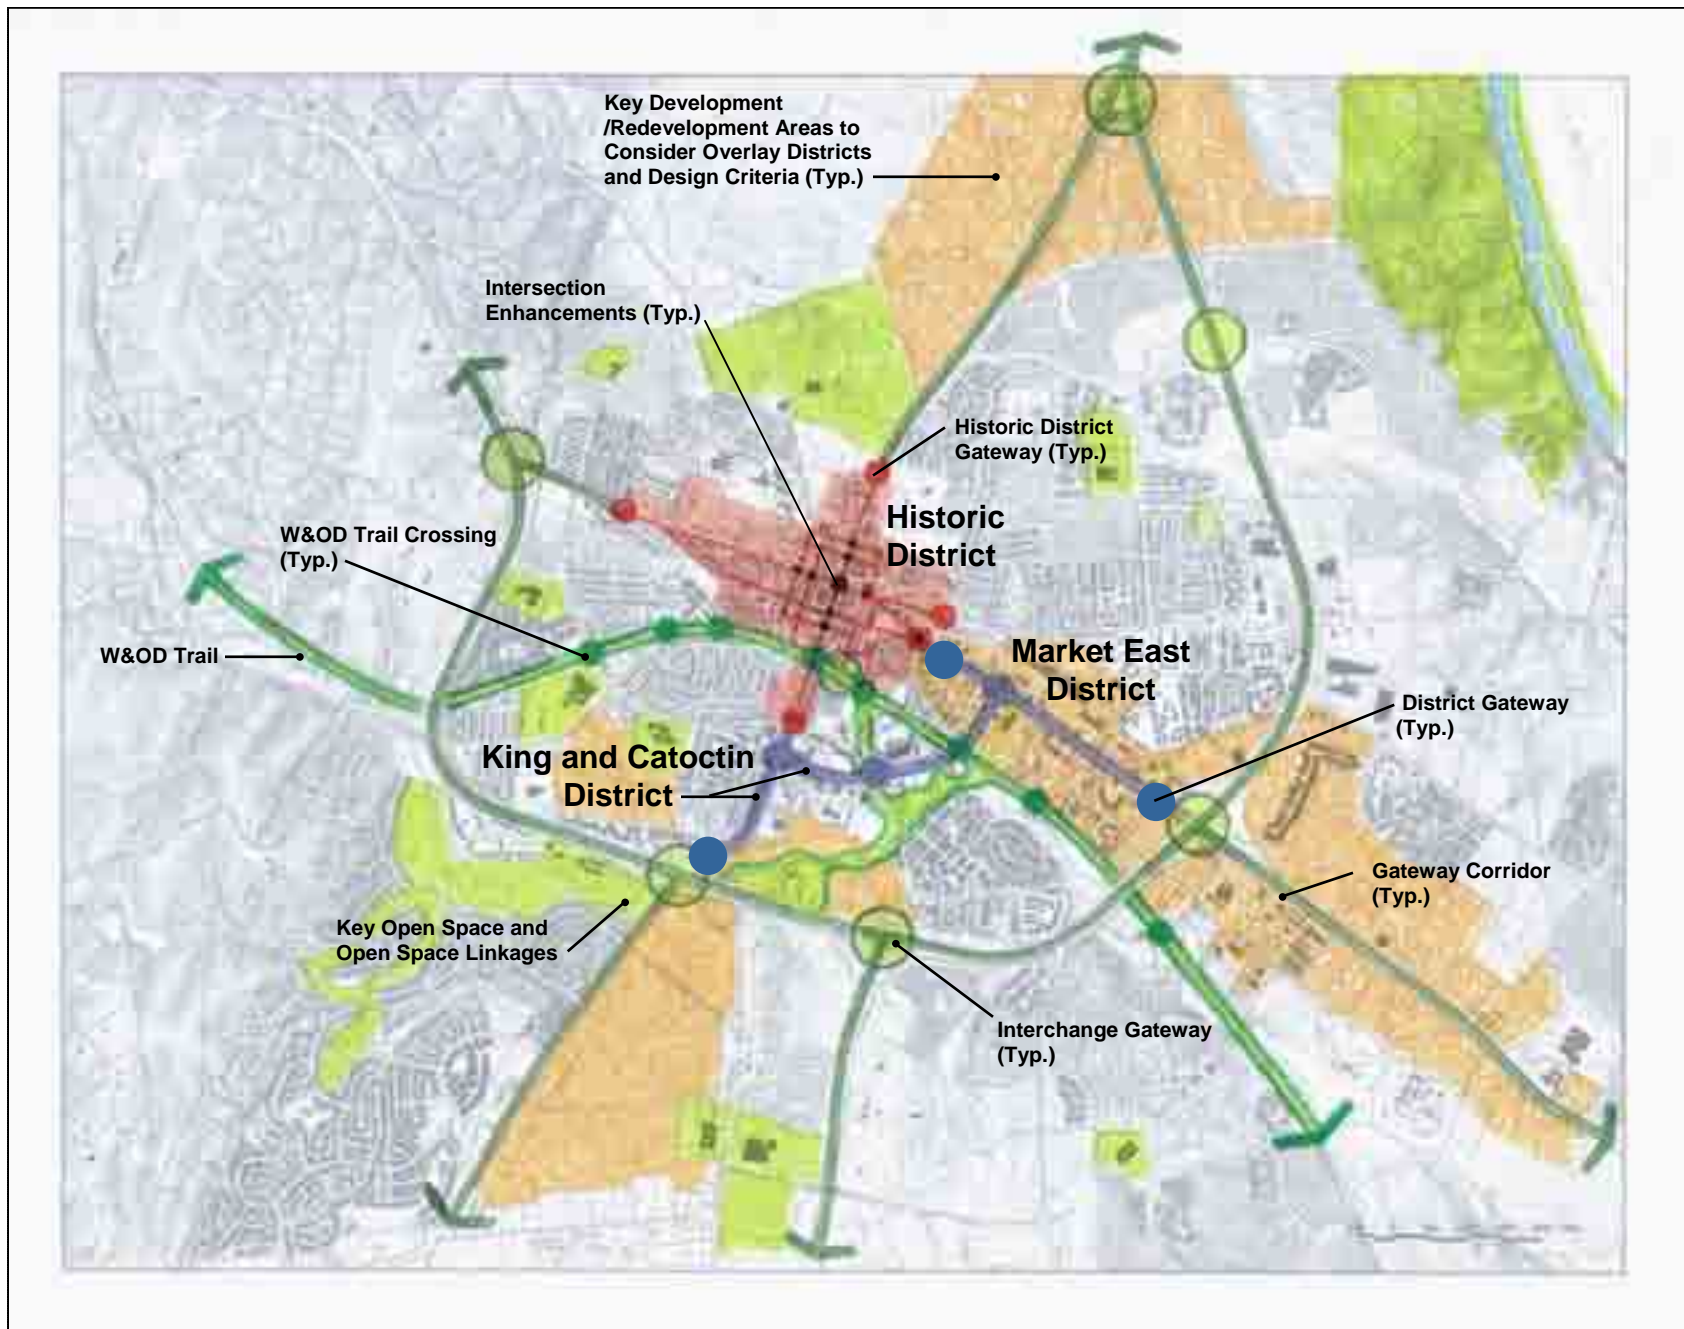 Key Development
/Redevelopment Areas to
Consider Overlay Districts
and Design Criteria (Typ.)
Intersection
Enhancements (Typ.)
Historic District
Gateway (Typ.)
Historic
District
W&OD Trail Crossing
(Typ.)
W&OD Trail
Market East
District
District Gateway
(Typ.)
King and Catoctin
District
Gateway Corridor
(Typ.)
Key Open Space and
Open Space Linkages
Interchange Gateway
(Typ.)